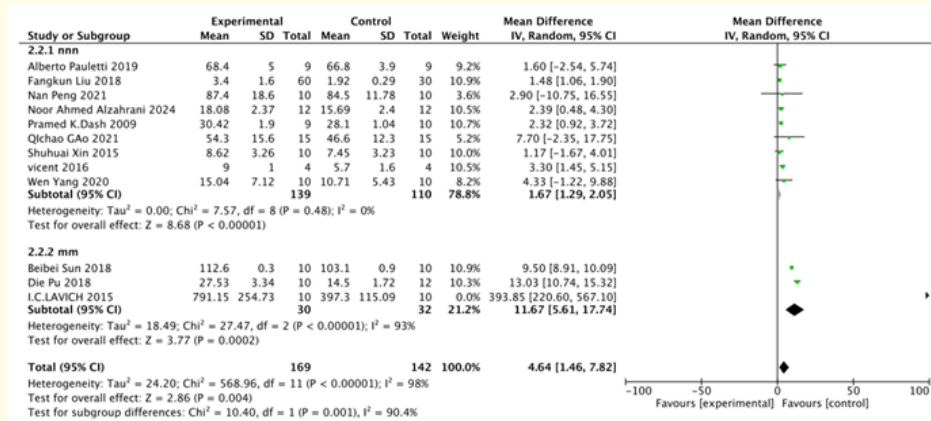 Experimental Control Mean Difference Mean Difference
Study or Subgroup Mean SD Total Mean SD Total Weight IV, Random, 95% CI IV, Random, 95% CI
2.2.1 nnn
Alberto Pauletti 2019 68.4 5 9 66.8 3.9 9 9.2% 1.60 [-2.54, 5.74]
Fangkun Liu 2018 3.4 1.6 60 1.92 0.29 30 10.9% 1.48 [1.06, 1.90]
Nan Peng 2021 87.4 18.6 10 84.5 11.78 10 3.6% 2.90 [-10.75, 16.55]
Noor Ahmed Alzahrani 2024 18.08 2.37 12 15.69 2.4 12 10.5% 2.39 [0.48, 4.30]
Pramed K.Dash 2009 30.42 1.9 9 28.1 1.04 10 10.7% 2.32 [0.92, 3.72]
QIchao GAo 2021 54.3 15.6 15 46.6 12.3 15 5.2% 7.70 [-2.35, 17.75]
Shuhuai Xin 2015 8.62 3.26 10 7.45 3.23 10 10.0% 1.17 [-1.67, 4.01]
vicent 2016 9 1 4 5.7 1.6 4 10.5% 3.30 [1.45, 5.15]
Wen Yang 2020 15.04 7.12 10 10.71 5.43 10 8.2% 4.33 [-1.22, 9.88]
Subtotal (95% CI) 139 110 78.8% 1.67 [1.29, 2.05]
Heterogeneity: Tau² = 0.00; Chi² = 7.57, df = 8 (P = 0.48); I² = 0%
Test for overall effect: Z = 8.68 (P < 0.00001)
2.2.2 mm
Beibei Sun 2018 112.6 0.3 10 103.1 0.9 10 10.9% 9.50 [8.91, 10.09]
Die Pu 2018 27.53 3.34 10 14.5 1.72 12 10.3% 13.03 [10.74, 15.32]
I.C.LAVICH 2015 791.15 254.73 10 397.3 115.09 10 0.0% 393.85 [220.60, 567.10]
Subtotal (95% CI) 30 32 21.2% 11.67 [5.61, 17.74]
Heterogeneity: Tau² = 18.49; Chi² = 27.47, df = 2 (P < 0.00001); I² = 93%
Test for overall effect: Z = 3.77 (P = 0.0002)
Total (95% CI) 169 142 100.0% 4.64 [1.46, 7.82]
Heterogeneity: Tau² = 24.20; Chi² = 568.96, df = 11 (P < 0.00001); I² = 98%
Test for overall effect: Z = 2.86 (P = 0.004)
Test for subgroup differences: Chi² = 10.40, df = 1 (P = 0.001), I² = 90.4%
-100 -50 0 50 100
Favours [experimental] Favours [control]